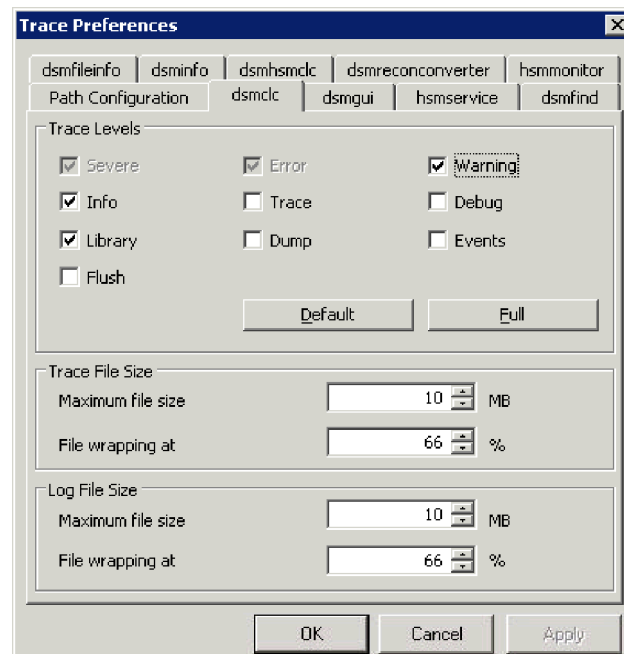 Trace Preferences
dsmfileinfo dsminfo dsmhsmclc dsmreconconverter hsmmonitor
Path Configuration dsmclc dsmgui hsmservice dsmfind
Trace Levels
Severe Error Warning
Info Trace Debug
Library Dump Events
Flush
Default Full
Trace File Size
Maximum file size 10 MB
File wrapping at 66 %
Log File Size
Maximum file size 10 MB
File wrapping at 66 %
OK Cancel Apply